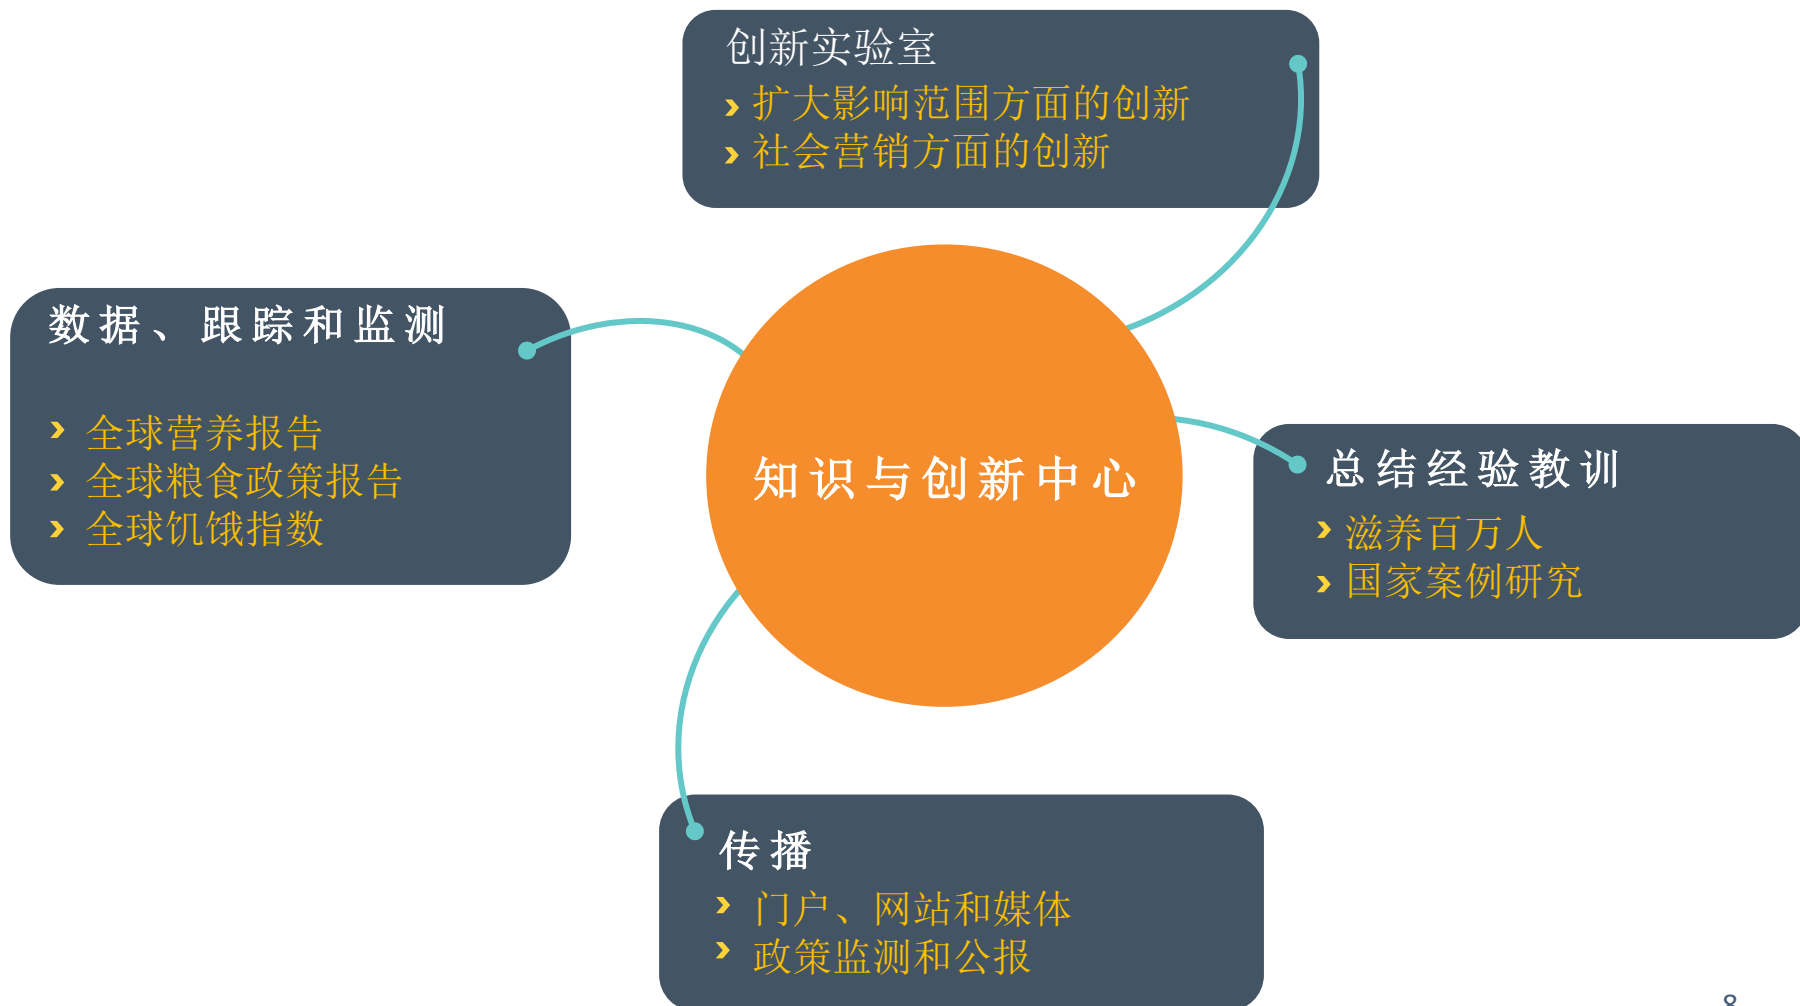 创新实验室
扩大影响范围方面的创新
社会营销方面的创新
数据、跟踪和监测
全球营养报告
全球粮食政策报告
全球饥饿指数
知识与创新中心
总结经验教训
滋养百万人
国家案例研究
传播
门户、网站和媒体
政策监测和公报
8